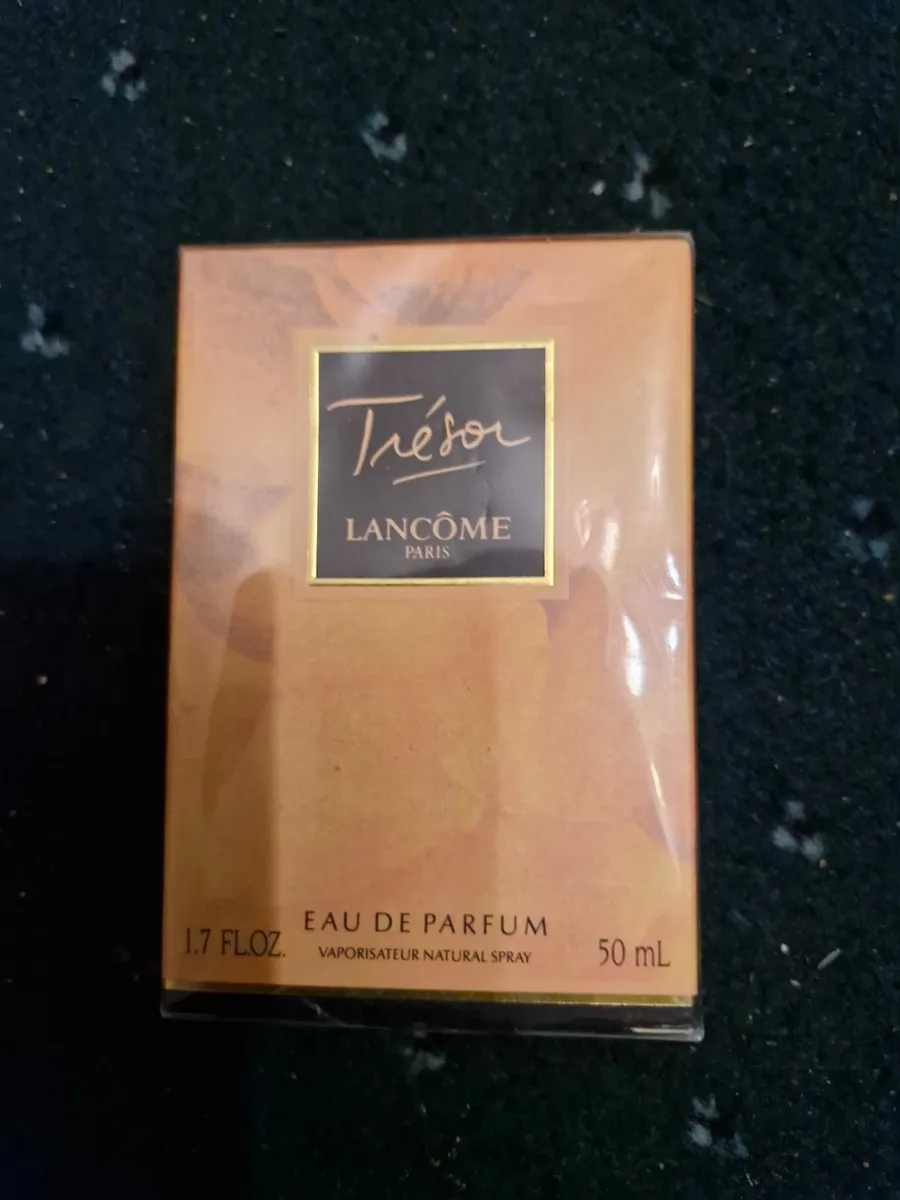 Trésor
LANCÔME
PARIS
EAU DE PARFUM
1.7 FL.OZ.
VAPORISATEUR NATURAL SPRAY
50 mL